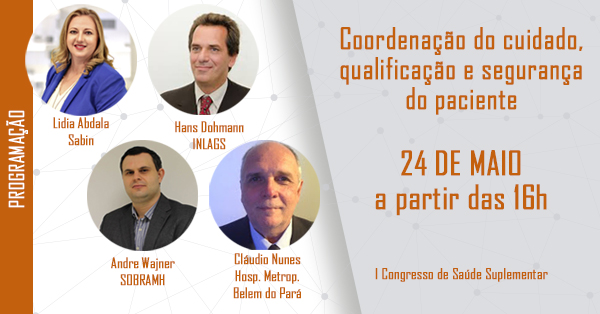 PROGRAMAÇÃO
Lidia Abdala
Sabin
Hans Dohmann
INLAGS
Andre Wajner
SOBRAMH
Cláudio Nunes
Hosp. Metrop.
Belem do Pará
Coordenação do cuidado,
qualificação e segurança
do paciente
24 DE MAIO
a partir das 16h
I Congresso de Saúde Suplementar